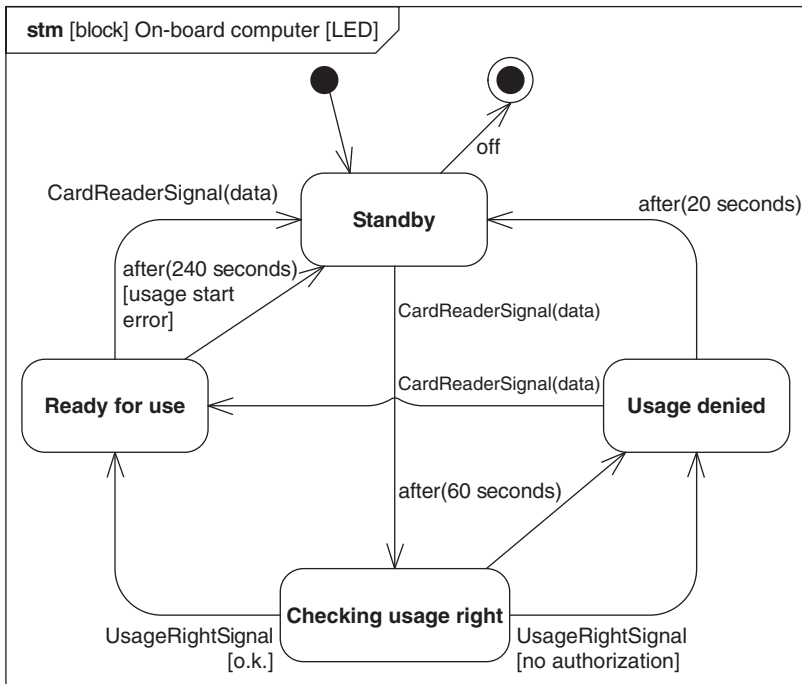 stm [block] On-board computer [LED]
off
CardReaderSignal(data)
Standby
after(20 seconds)
after(240 seconds)
[usage start
error]
CardReaderSignal(data)
CardReaderSignal(data)
Ready for use
Usage denied
after(60 seconds)
Checking usage right
UsageRightSignal
[o.k.]
UsageRightSignal
[no authorization]